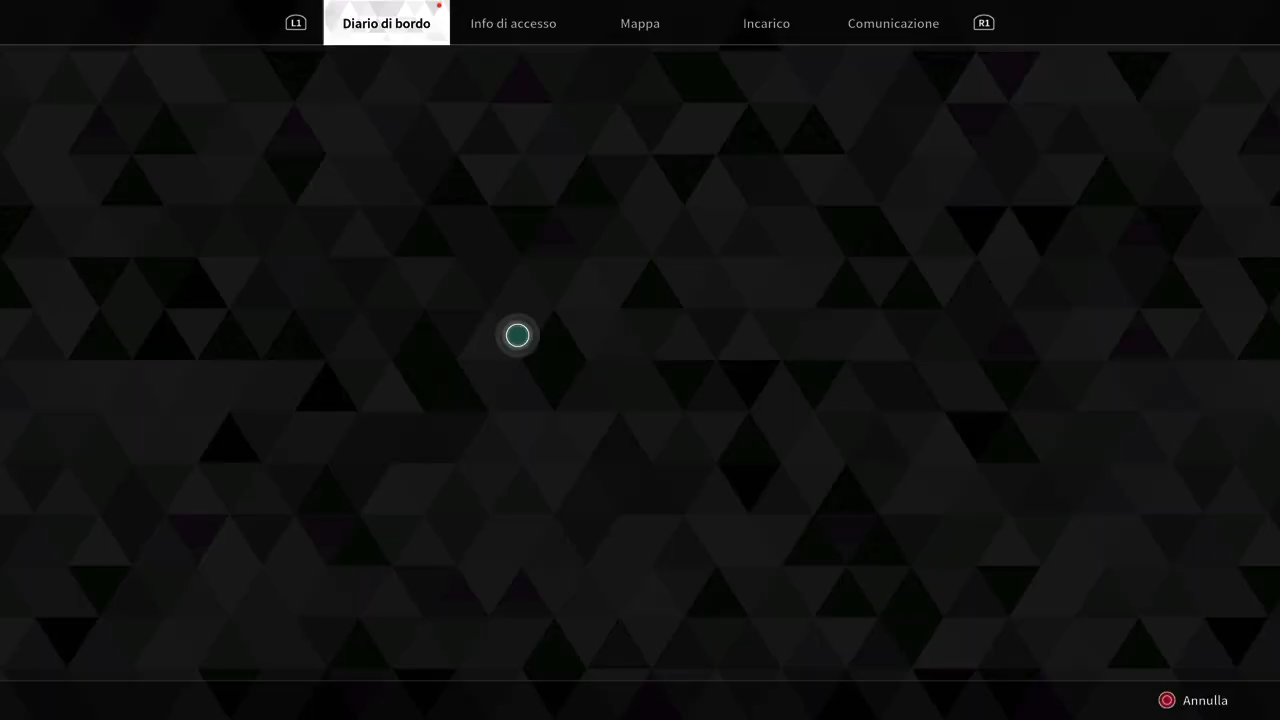 L1 Diario di bordo Info di accesso Mappa Incarico Comunicazione R1
Annulla